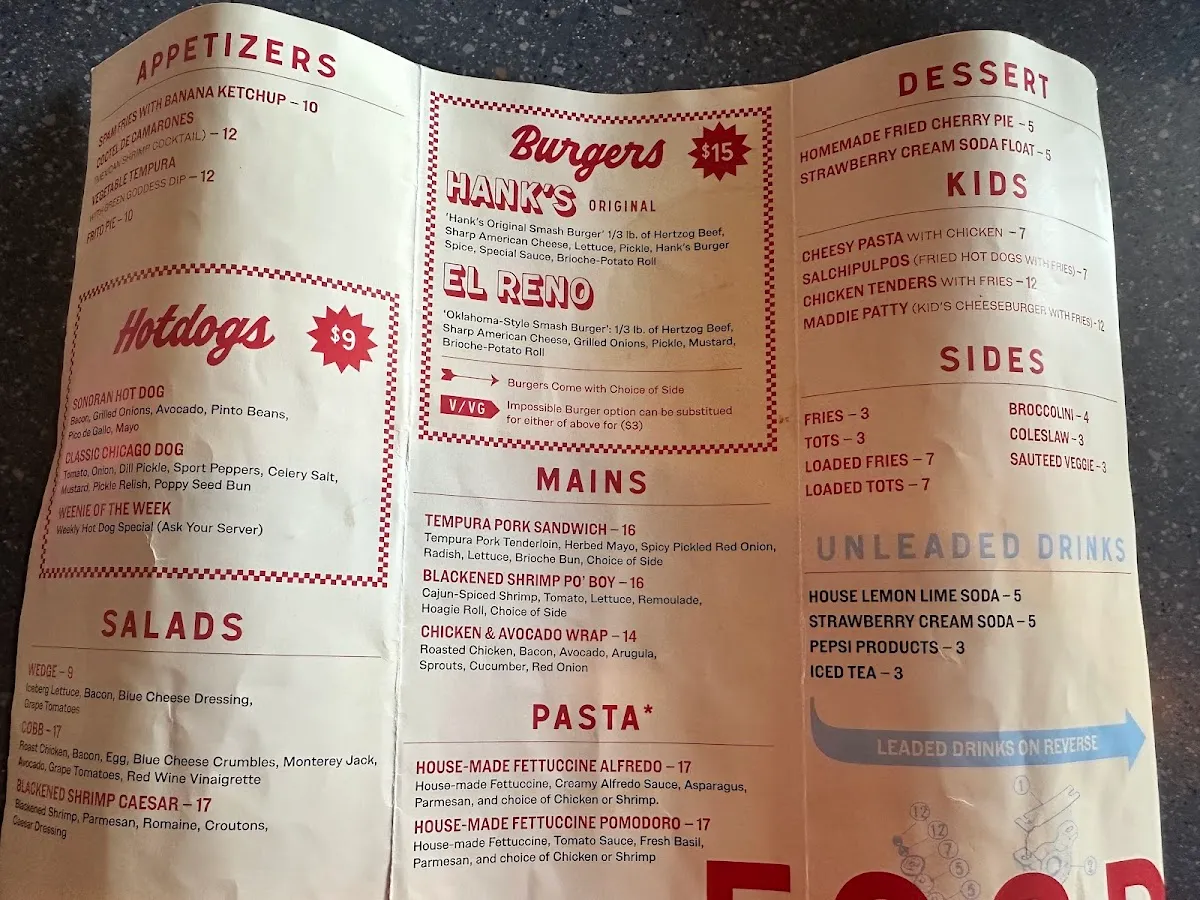 APPETIZERS
SPAM FRIES WITH BANANA KETCHUP – 10
COCTEL DE CAMARONES
(MEXICAN SHRIMP COCKTAIL) – 12
VEGETABLE TEMPURA
WITH GREEN GODDESS DIP – 12
FRITO PIE – 10
Hotdogs
$9
SONORAN HOT DOG
Bacon, Grilled Onions, Avocado, Pinto Beans,
Pico de Gallo, Mayo
CLASSIC CHICAGO DOG
Tomato, Onion, Dill Pickle, Sport Peppers, Celery Salt,
Mustard, Pickle Relish, Poppy Seed Bun
WEENIE OF THE WEEK
Weekly Hot Dog Special (Ask Your Server)
SALADS
WEDGE – 9
Iceberg Lettuce, Bacon, Blue Cheese Dressing,
Grape Tomatoes
COBB – 17
Roast Chicken, Bacon, Egg, Blue Cheese Crumbles, Monterey Jack,
Avocado, Grape Tomatoes, Red Wine Vinaigrette
BLACKENED SHRIMP CAESAR – 17
Blackened Shrimp, Parmesan, Romaine, Croutons,
Caesar Dressing
Burgers
$15
HANK'S ORIGINAL
'Hank's Original Smash Burger' 1/3 lb. of Hertzog Beef,
Sharp American Cheese, Lettuce, Pickle, Hank's Burger
Spice, Special Sauce, Brioche-Potato Roll
EL RENO
'Oklahoma-Style Smash Burger': 1/3 lb. of Hertzog Beef,
Sharp American Cheese, Grilled Onions, Pickle, Mustard,
Brioche-Potato Roll
Burgers Come with Choice of Side
V/VG
Impossible Burger option can be substitued
for either of above for ($3)
MAINS
TEMPURA PORK SANDWICH – 16
Tempura Pork Tenderloin, Herbed Mayo, Spicy Pickled Red Onion,
Radish, Lettuce, Brioche Bun, Choice of Side
BLACKENED SHRIMP PO' BOY – 16
Cajun-Spiced Shrimp, Tomato, Lettuce, Remoulade,
Hoagie Roll, Choice of Side
CHICKEN & AVOCADO WRAP – 14
Roasted Chicken, Bacon, Avocado, Arugula,
Sprouts, Cucumber, Red Onion
PASTA*
HOUSE-MADE FETTUCCINE ALFREDO – 17
House-made Fettuccine, Creamy Alfredo Sauce, Asparagus,
Parmesan, and choice of Chicken or Shrimp.
HOUSE-MADE FETTUCCINE POMODORO – 17
House-made Fettuccine, Tomato Sauce, Fresh Basil,
Parmesan, and choice of Chicken or Shrimp
DESSERT
HOMEMADE FRIED CHERRY PIE – 5
STRAWBERRY CREAM SODA FLOAT – 5
KIDS
CHEESY PASTA WITH CHICKEN – 7
SALCHIPULPOS (FRIED HOT DOGS WITH FRIES) – 7
CHICKEN TENDERS WITH FRIES – 12
MADDIE PATTY (KID'S CHEESEBURGER WITH FRIES) – 12
SIDES
FRIES – 3
TOTS – 3
LOADED FRIES – 7
LOADED TOTS – 7
BROCCOLINI – 4
COLESLAW – 3
SAUTEED VEGGIE – 3
UNLEADED DRINKS
HOUSE LEMON LIME SODA – 5
STRAWBERRY CREAM SODA – 5
PEPSI PRODUCTS – 3
ICED TEA – 3
LEADED DRINKS ON REVERSE
1
12
12
7
5
5
2
FOOD